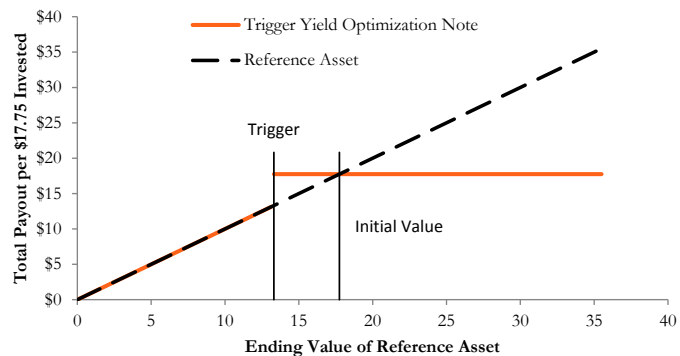 $40
$35
$30
$25
$20
$15
$10
$5
$0
Total Payout per $17.75 Invested
Trigger Yield Optimization Note
Reference Asset
Trigger
Initial Value
0 5 10 15 20 25 30 35 40
Ending Value of Reference Asset